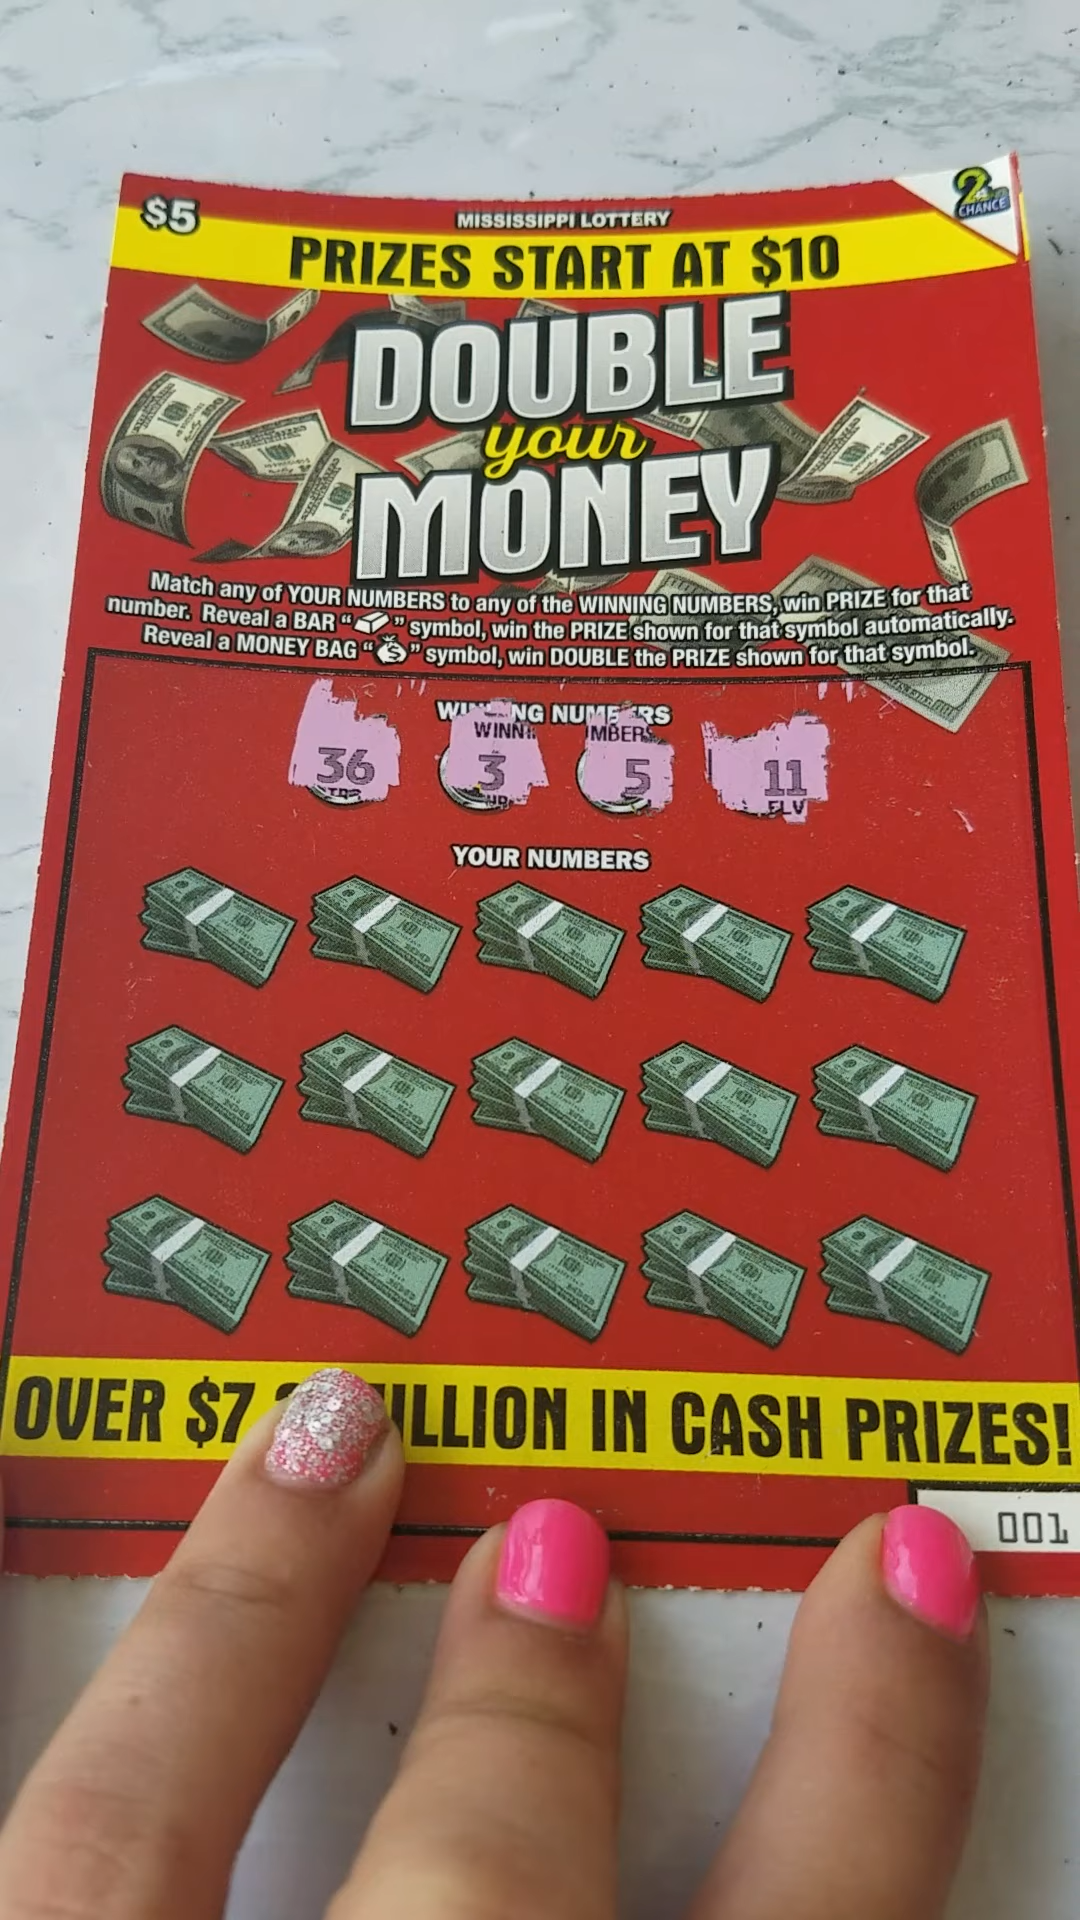 $5
MISSISSIPPI LOTTERY
2nd CHANCE
PRIZES START AT $10
DOUBLE
your
MONEY
Match any of YOUR NUMBERS to any of the WINNING NUMBERS, win PRIZE for that
number. Reveal a BAR “ ” symbol, win the PRIZE shown for that symbol automatically.
Reveal a MONEY BAG “ ” symbol, win DOUBLE the PRIZE shown for that symbol.
WINNING NUMBERS
36 3 5 11
YOUR NUMBERS
OVER $7 MILLION IN CASH PRIZES!
001